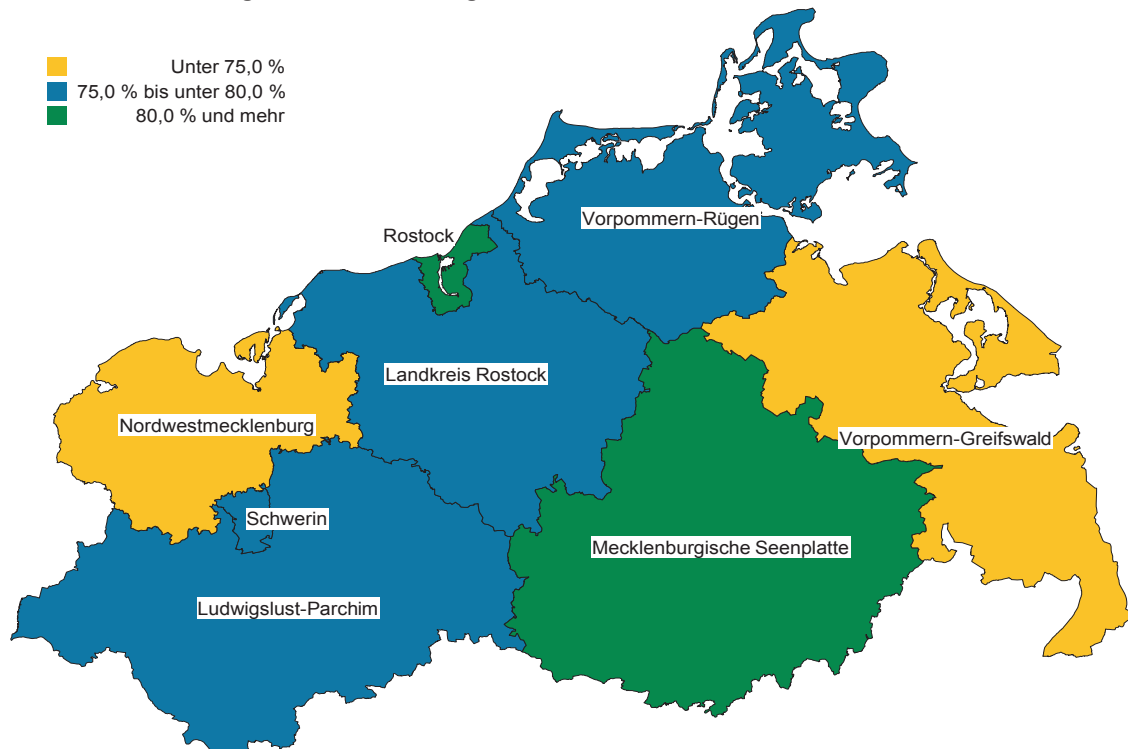 Unter 75,0 %
75,0 % bis unter 80,0 %
80,0 % und mehr
Vorpommern-Rügen
Rostock
Landkreis Rostock
Nordwestmecklenburg
Vorpommern-Greifswald
Schwerin
Mecklenburgische Seenplatte
Ludwigslust-Parchim